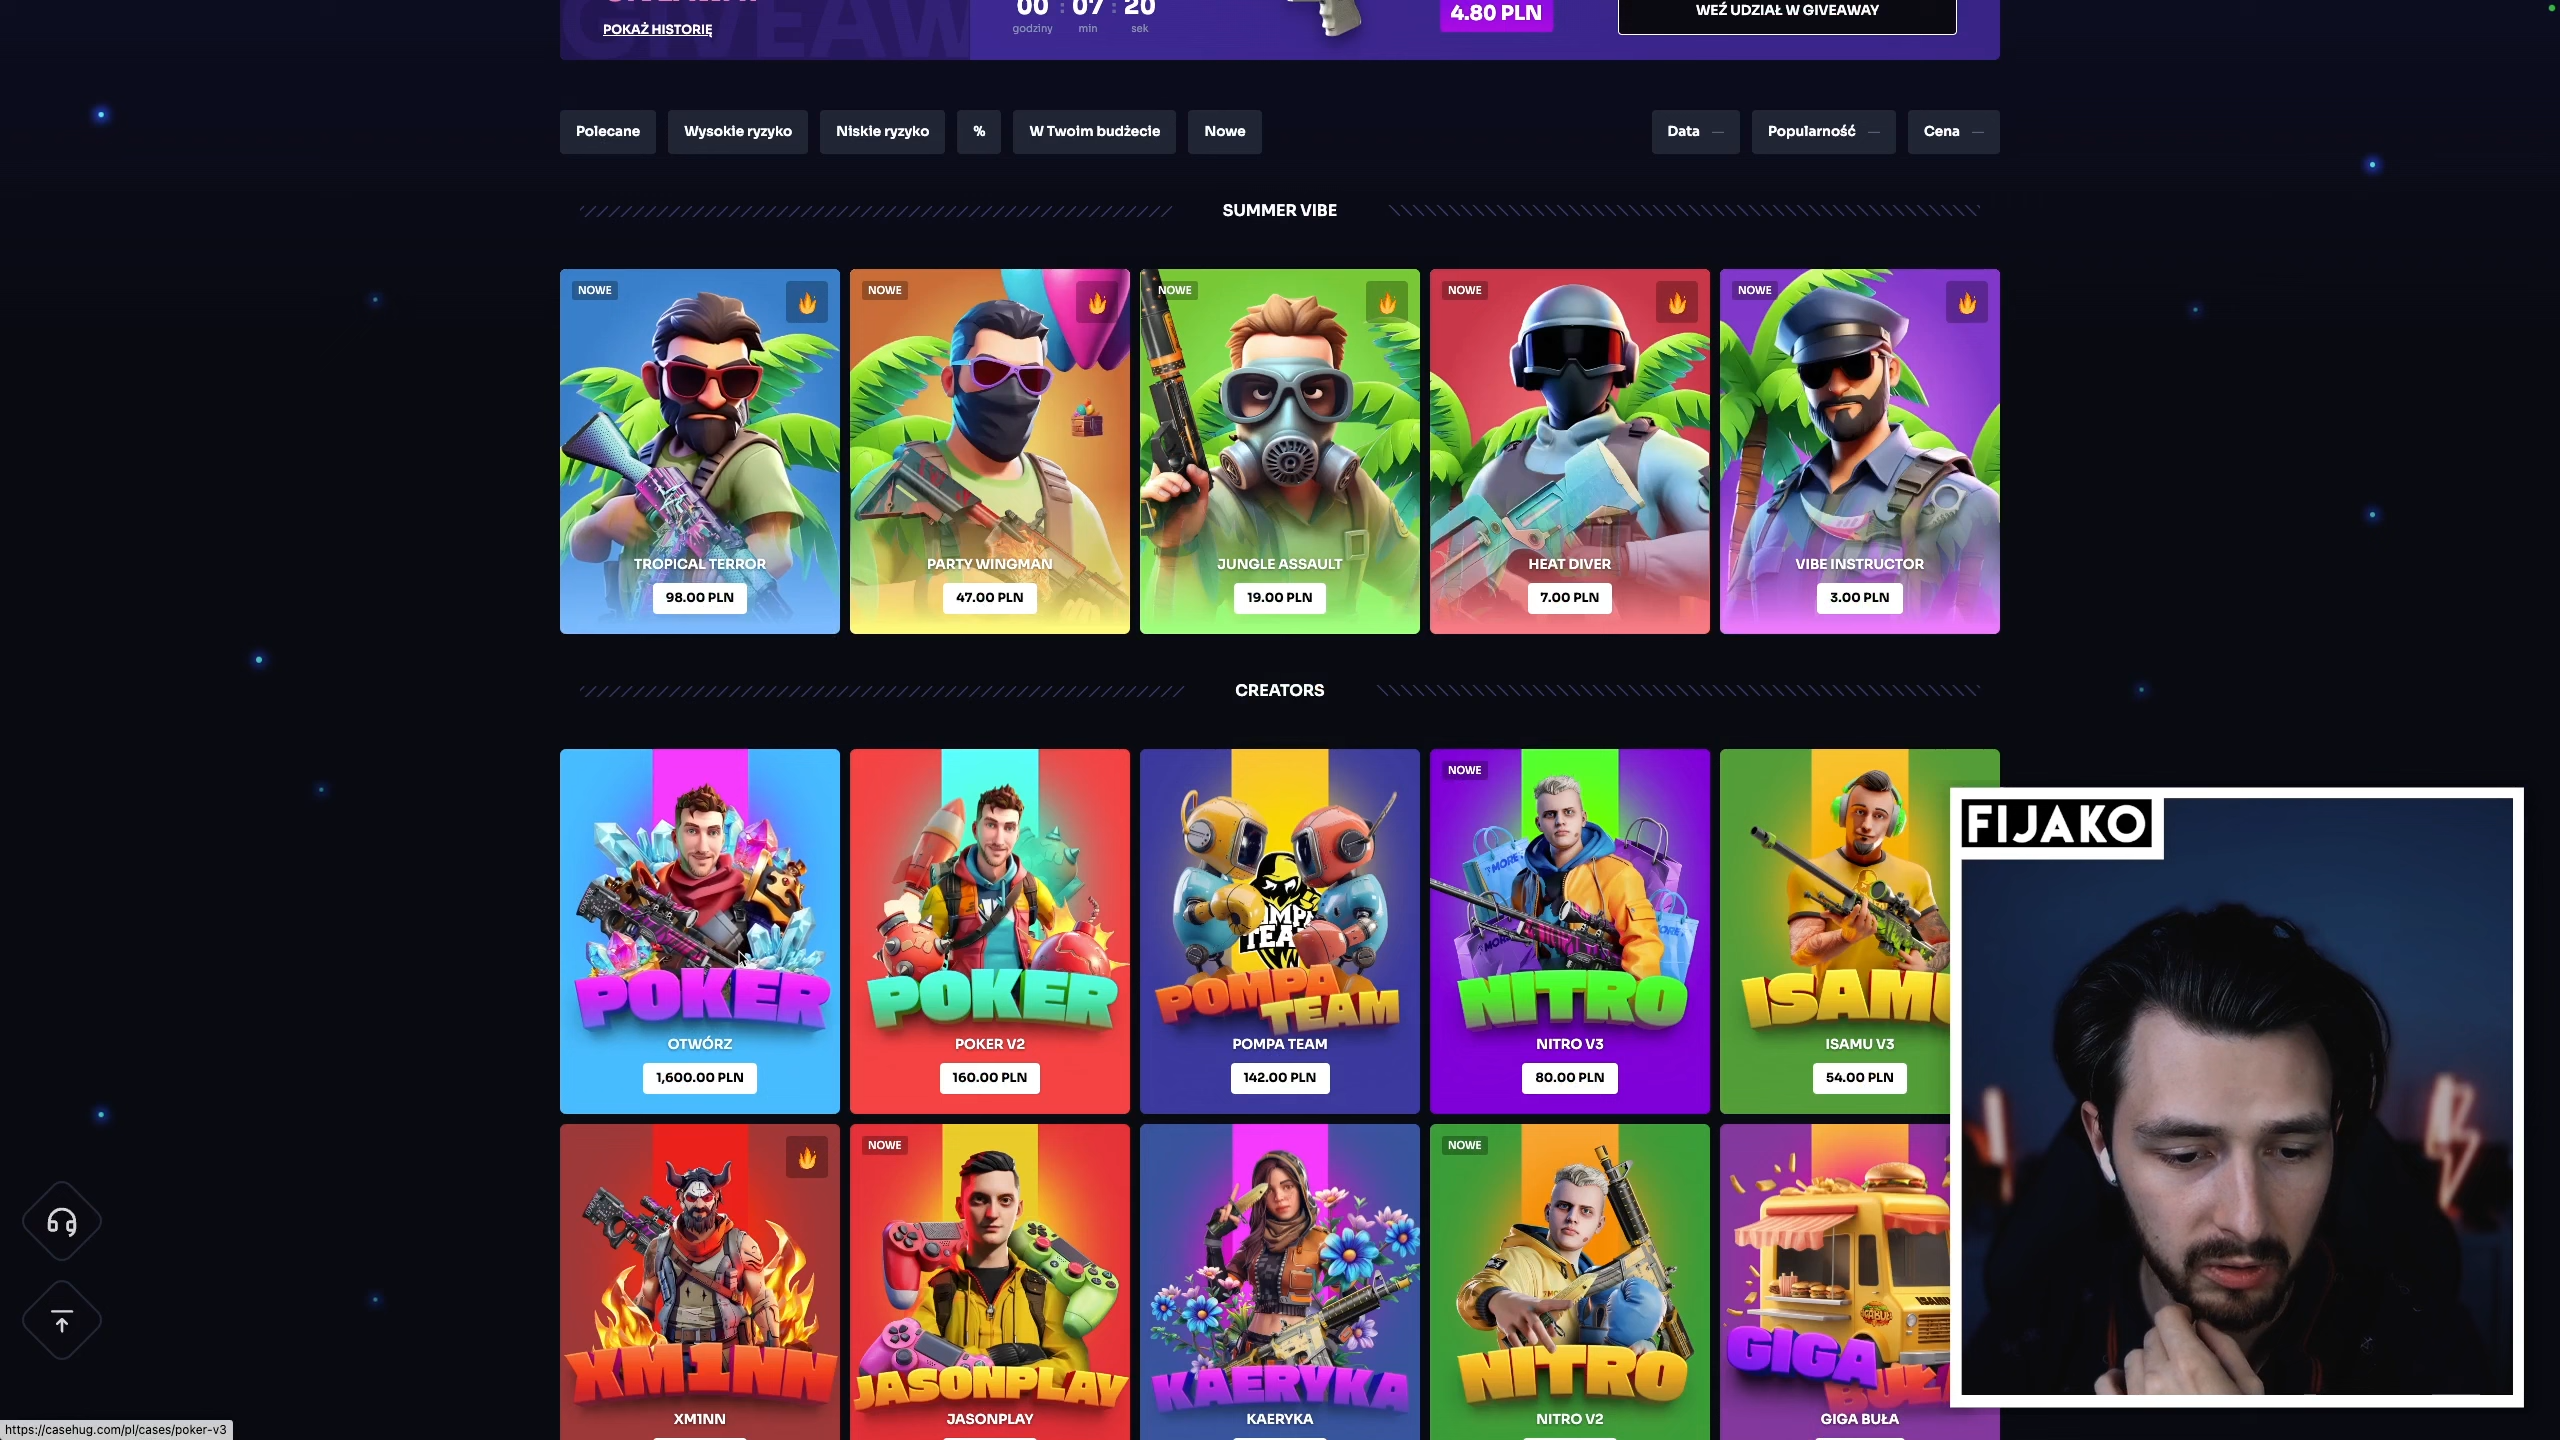 POKAŻ HISTORIĘ
00 : 07 : 20
godziny min sek
4.80 PLN
WEŹ UDZIAŁ W GIVEAWAY
Polecane
Wysokie ryzyko
Niskie ryzyko
%
W Twoim budżecie
Nowe
Data
Popularność
Cena
SUMMER VIBE
NOWE
TROPICAL TERROR
98.00 PLN
NOWE
PARTY WINGMAN
47.00 PLN
NOWE
JUNGLE ASSAULT
19.00 PLN
NOWE
HEAT DIVER
7.00 PLN
NOWE
VIBE INSTRUCTOR
3.00 PLN
CREATORS
POKER
OTWÓRZ
1,600.00 PLN
POKER
POKER V2
160.00 PLN
POMPA
TEAM
POMPA TEAM
142.00 PLN
NOWE
NITRO
NITRO V3
80.00 PLN
ISAMU V3
54.00 PLN
FIJAKO
XM1NN
XM1NN
NOWE
JASONPLAY
JASONPLAY
KAERYKA
KAERYKA
NOWE
NITRO
NITRO V2
GIGA
BUŁA
GIGA BUŁA
https://casehug.com/pl/cases/poker-v3